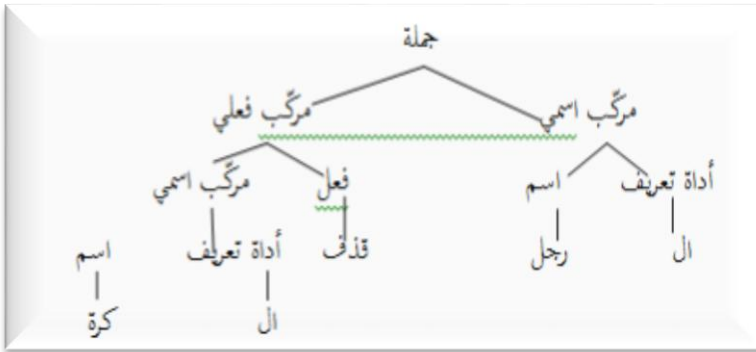 جملة
مركّب اسمي مركّب فعلي
أداة تعريف اسم فعل مركّب اسمي
ال رجل قذف أداة تعريف اسم
ال كرة